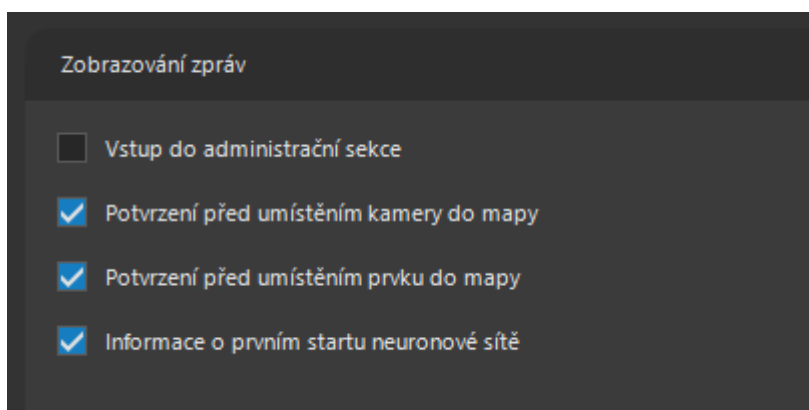 Zobrazování zpráv
Vstup do administrační sekce
Potvrzení před umístěním kamery do mapy
Potvrzení před umístěním prvku do mapy
Informace o prvním startu neuronové sítě